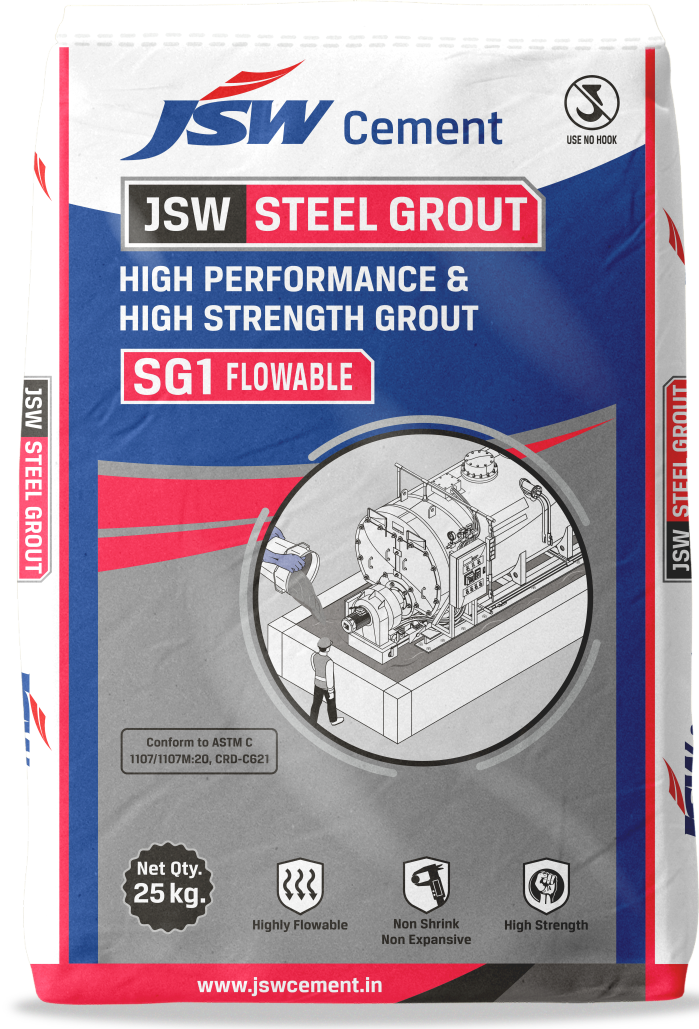 JSW Cement
USE NO HOOK
JSW STEEL GROUT
HIGH PERFORMANCE &
HIGH STRENGTH GROUT
SG1 FLOWABLE
JSW STEEL GROUT
JSW STEEL GROUT
Conform to ASTM C
1107/1107M:20, CRD-C621
Net Qty.
25 kg.
Highly Flowable
Non Shrink
Non Expansive
High Strength
www.jswcement.in